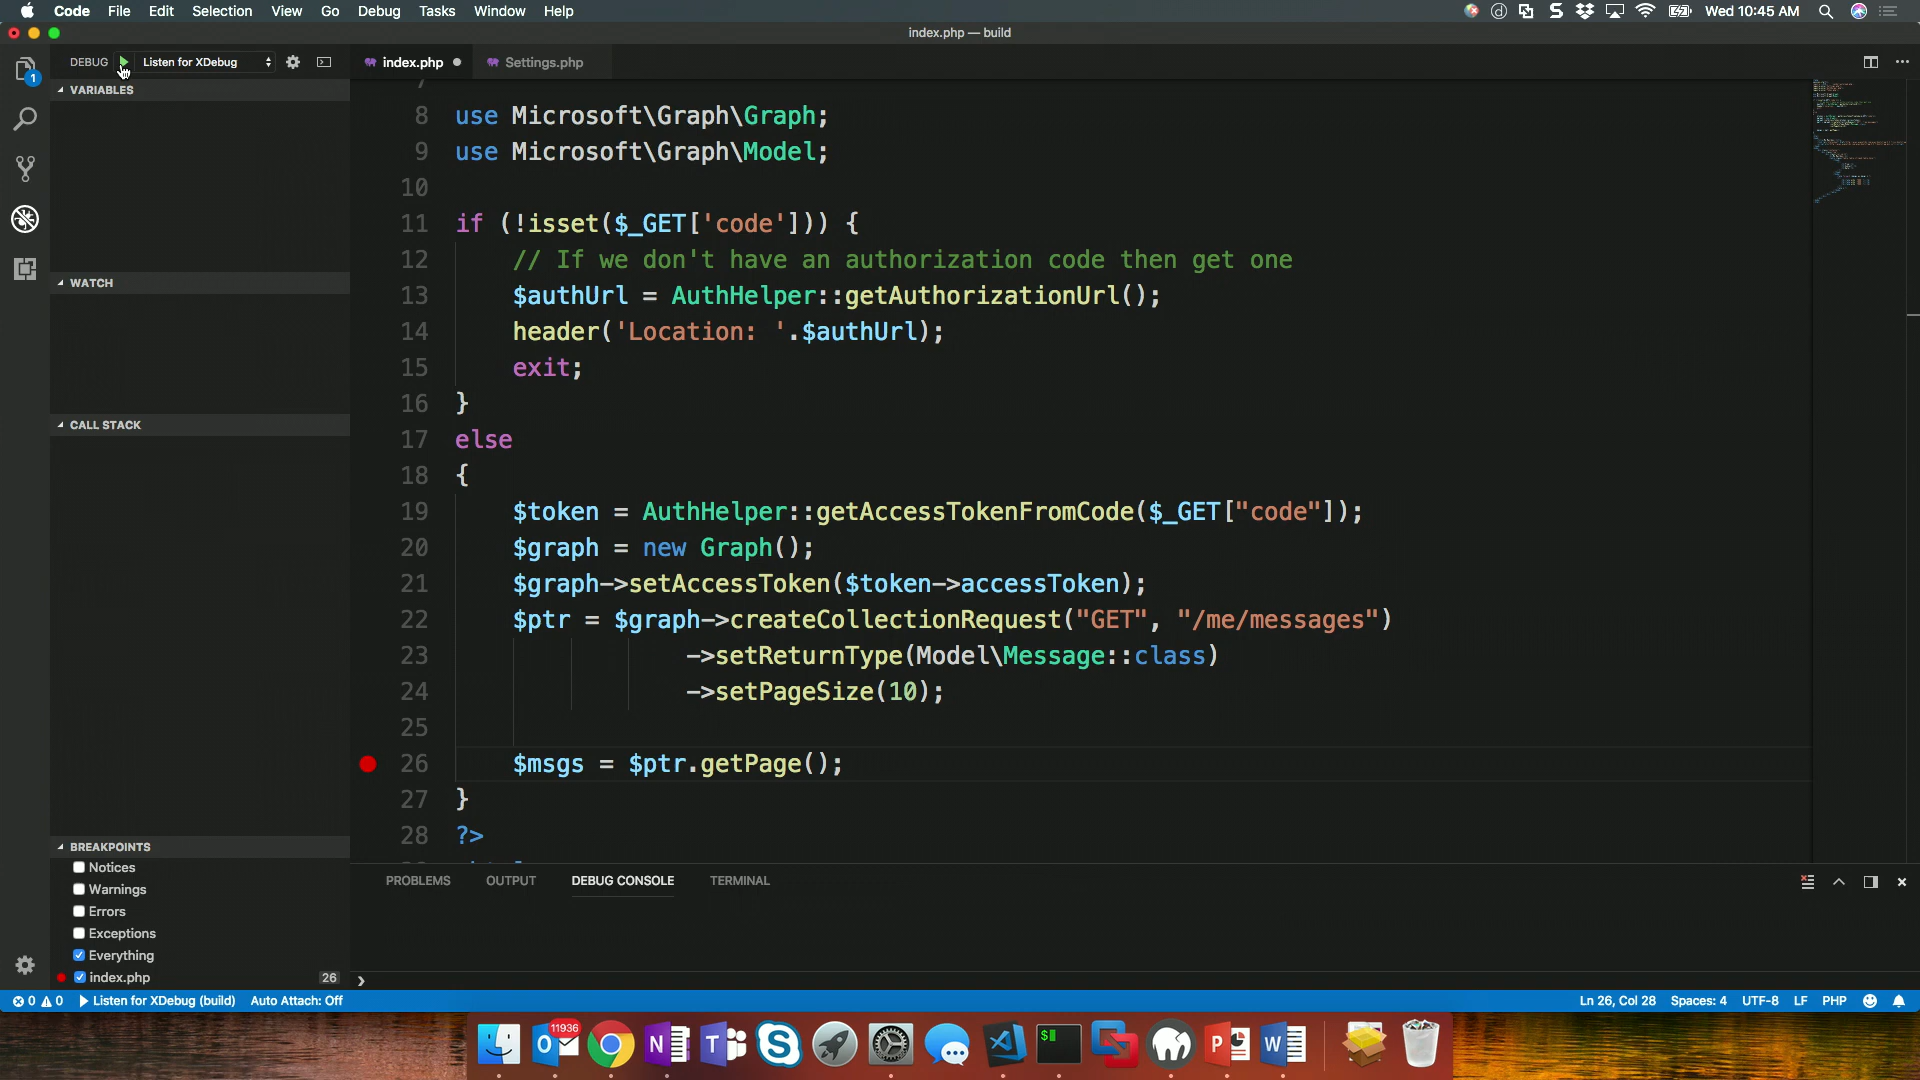 Code File Edit Selection View Go Debug Tasks Window Help
Wed 10:45 AM
index.php — build
1
DEBUG Listen for XDebug
index.php
Settings.php
VARIABLES
WATCH
CALL STACK
BREAKPOINTS
Notices
Warnings
Errors
Exceptions
Everything
index.php 26
8 use Microsoft\Graph\Graph;
9 use Microsoft\Graph\Model;
10
11 if (!isset($_GET['code'])) {
12 // If we don't have an authorization code then get one
13 $authUrl = AuthHelper::getAuthorizationUrl();
14 header('Location: '.$authUrl);
15 exit;
16 }
17 else
18 {
19 $token = AuthHelper::getAccessTokenFromCode($_GET["code"]);
20 $graph = new Graph();
21 $graph->setAccessToken($token->accessToken);
22 $ptr = $graph->createCollectionRequest("GET", "/me/messages")
23 ->setReturnType(Model\Message::class)
24 ->setPageSize(10);
25
26 $msgs = $ptr.getPage();
27 }
28 ?>
PROBLEMS OUTPUT DEBUG CONSOLE TERMINAL
0 0 Listen for XDebug (build) Auto Attach: Off
Ln 26, Col 28 Spaces: 4 UTF-8 LF PHP
11936